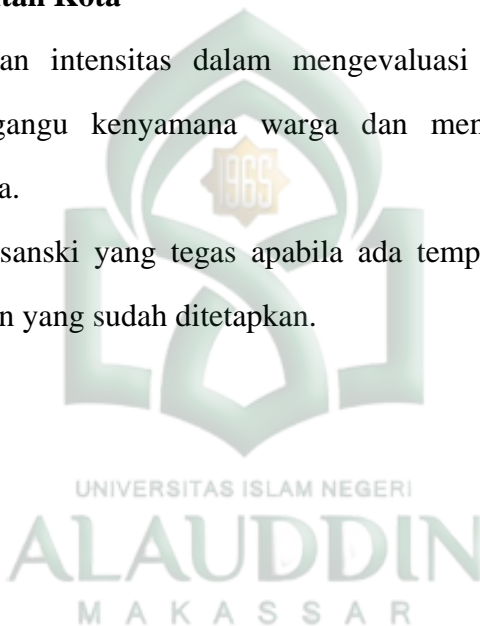 tan Kota
an intensitas dalam mengevaluasi
gangu kenyamana warga dan men
a.
sanski yang tegas apabila ada temp
n yang sudah ditetapkan.
1965
UNIVERSITAS ISLAM NEGERI
ALAUDDIN
MAKASSAR